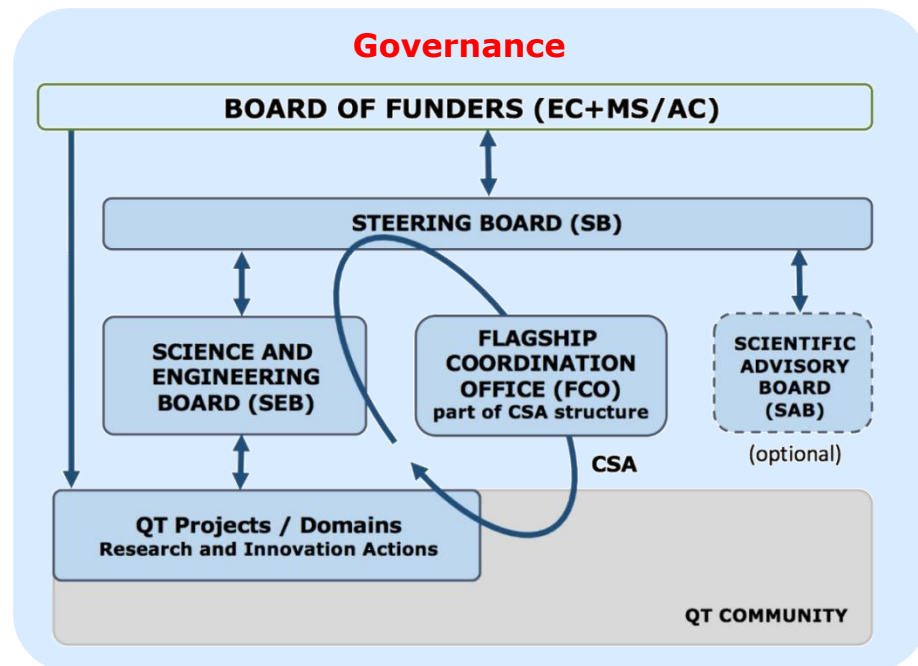 Governance
BOARD OF FUNDERS (EC+MS/AC)
STEERING BOARD (SB)
SCIENCE AND
ENGINEERING
BOARD (SEB)
FLAGSHIP
COORDINATION
OFFICE (FCO)
part of CSA structure
SCIENTIFIC
ADVISORY
BOARD
(SAB)
(optional)
CSA
QT Projects / Domains
Research and Innovation Actions
QT COMMUNITY